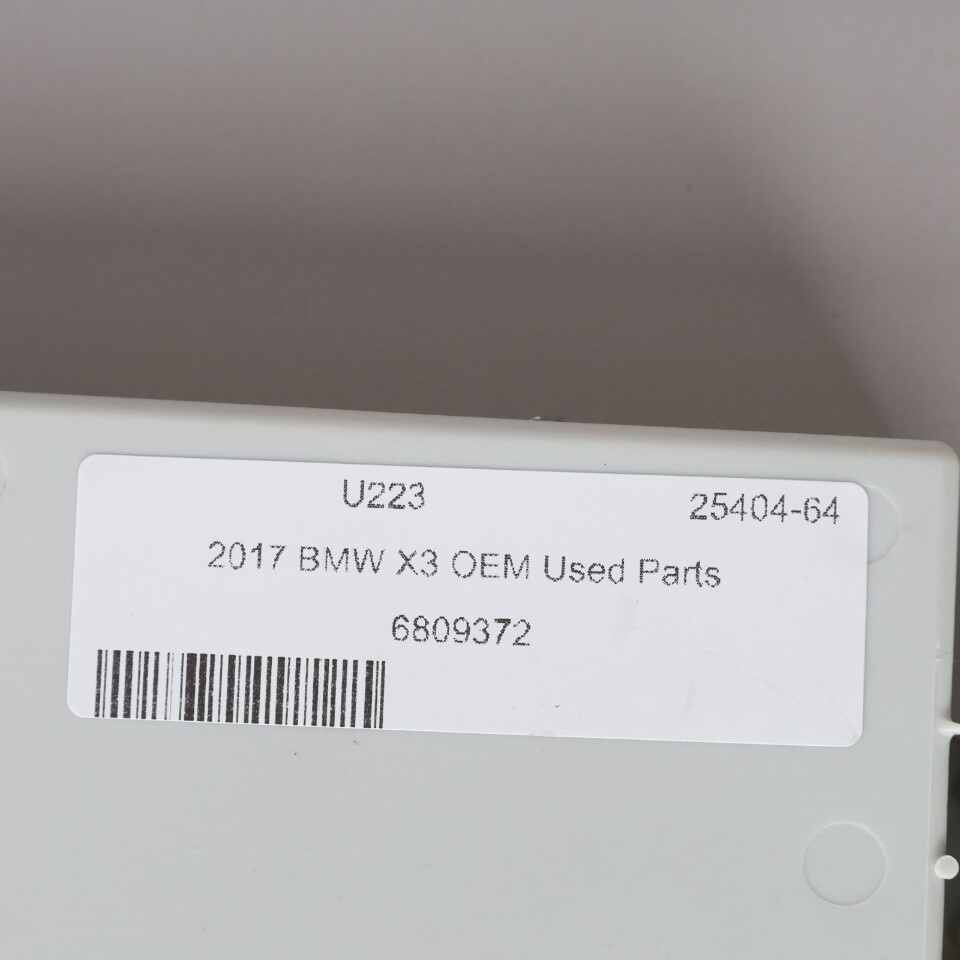 U223 25404-64
2017 BMW X3 OEM Used Parts
6809372